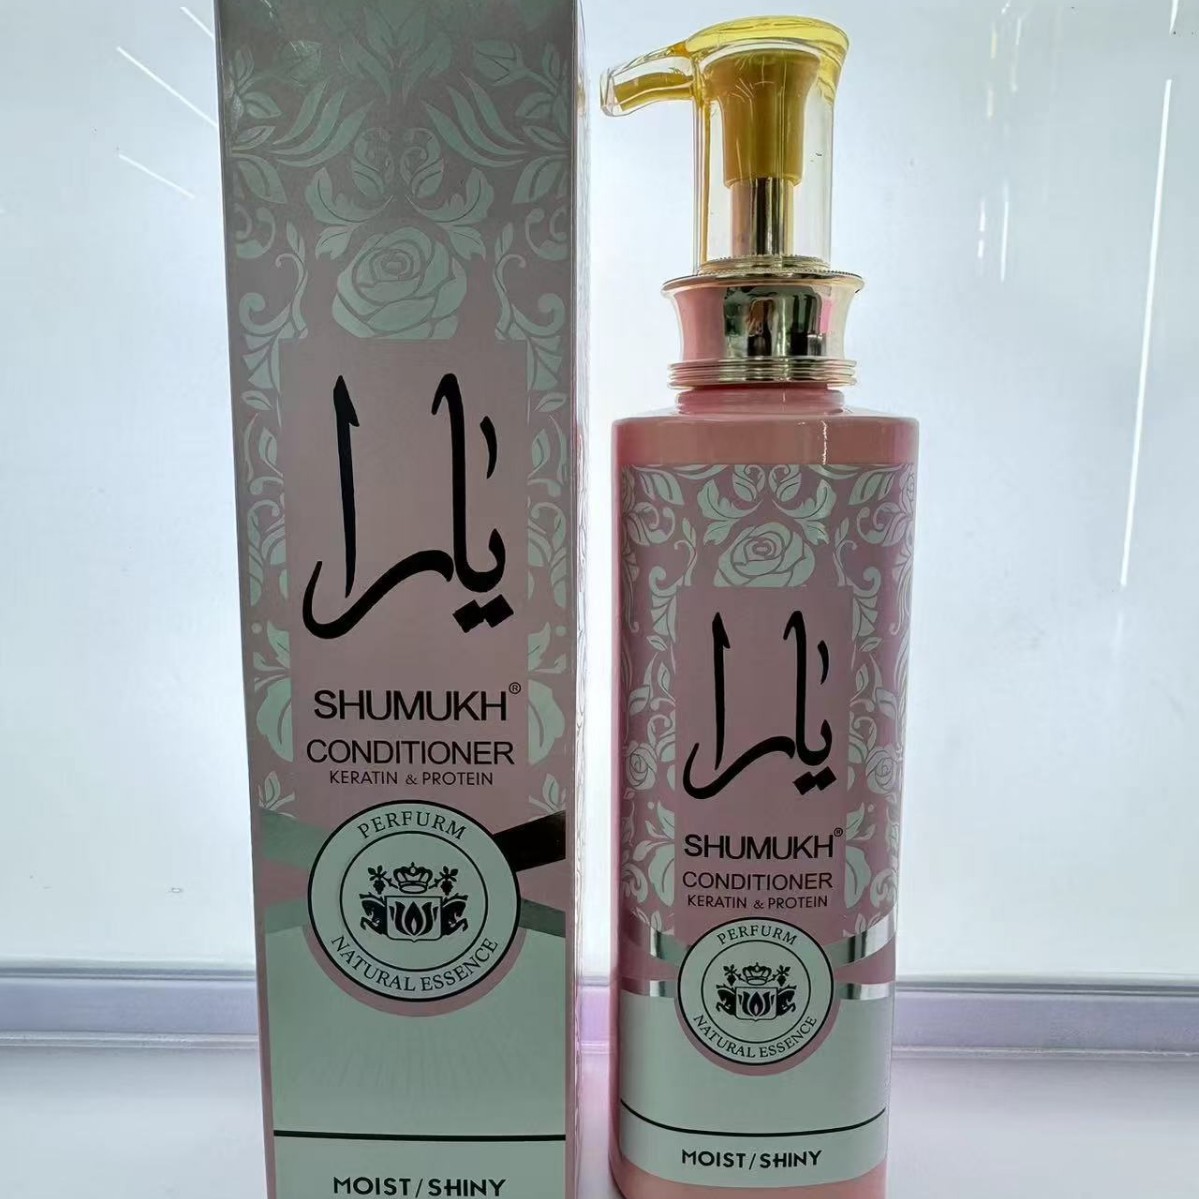 يارا
SHUMUKH®
CONDITIONER
KERATIN & PROTEIN
PERFURM
NATURAL ESSENCE
MOIST/SHINY
يارا
SHUMUKH®
CONDITIONER
KERATIN & PROTEIN
PERFURM
NATURAL ESSENCE
MOIST/SHINY